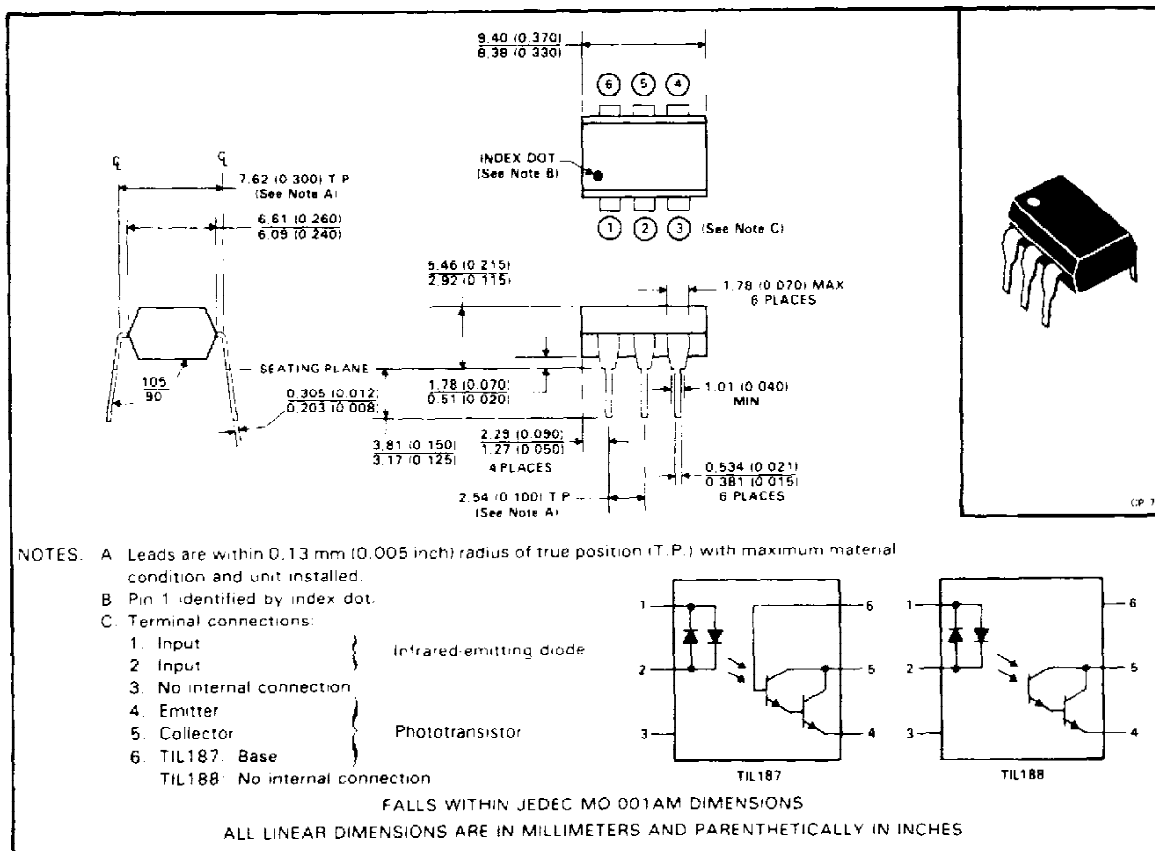 9.40 (0.370)
8.38 (0.330)
6 5 4
INDEX DOT
(See Note B)
1 2 3 (See Note C)
℄ ℄
7.62 (0.300) T.P
(See Note A)
6.61 (0.260)
6.09 (0.240)
5.46 (0.215)
2.92 (0.115)
1.78 (0.070) MAX
6 PLACES
105
90
SEATING PLANE
0.305 (0.012)
0.203 (0.008)
1.78 (0.070)
0.51 (0.020)
1.01 (0.040)
MIN
3.81 (0.150)
3.17 (0.125)
2.29 (0.090)
1.27 (0.050)
4 PLACES
0.534 (0.021)
0.381 (0.015)
6 PLACES
2.54 (0.100) T.P
(See Note A)
NOTES. A Leads are within 0.13 mm (0.005 inch) radius of true position (T.P.) with maximum material
condition and unit installed.
B Pin 1 identified by index dot.
C. Terminal connections:
1. Input
2 Input
Infrared-emitting diode
3. No internal connection
4. Emitter
5. Collector
Phototransistor
6. TIL187. Base
TIL188 No internal connection
1 2 3 6 5 4
TIL187
1 2 3 6 5 4
TIL188
FALLS WITHIN JEDEC MO 001AM DIMENSIONS
ALL LINEAR DIMENSIONS ARE IN MILLIMETERS AND PARENTHETICALLY IN INCHES